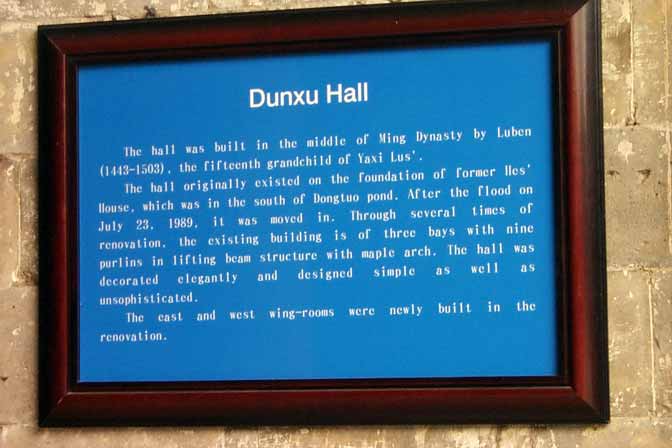 Dunxu Hall
The hall was built in the middle of Ming Dynasty by Luben
(1443-1503), the fifteenth grandchild of Yaxi Lus'.
The hall originally existed on the foundation of former Hes'
House, which was in the south of Dongtuo pond. After the flood on
July 23, 1989, it was moved in. Through several times of
renovation, the existing building is of three bays with nine
purlins in lifting beam structure with maple arch. The hall was
decorated elegantly and designed simple as well as
unsophisticated.
The east and west wing-rooms were newly built in the
renovation.